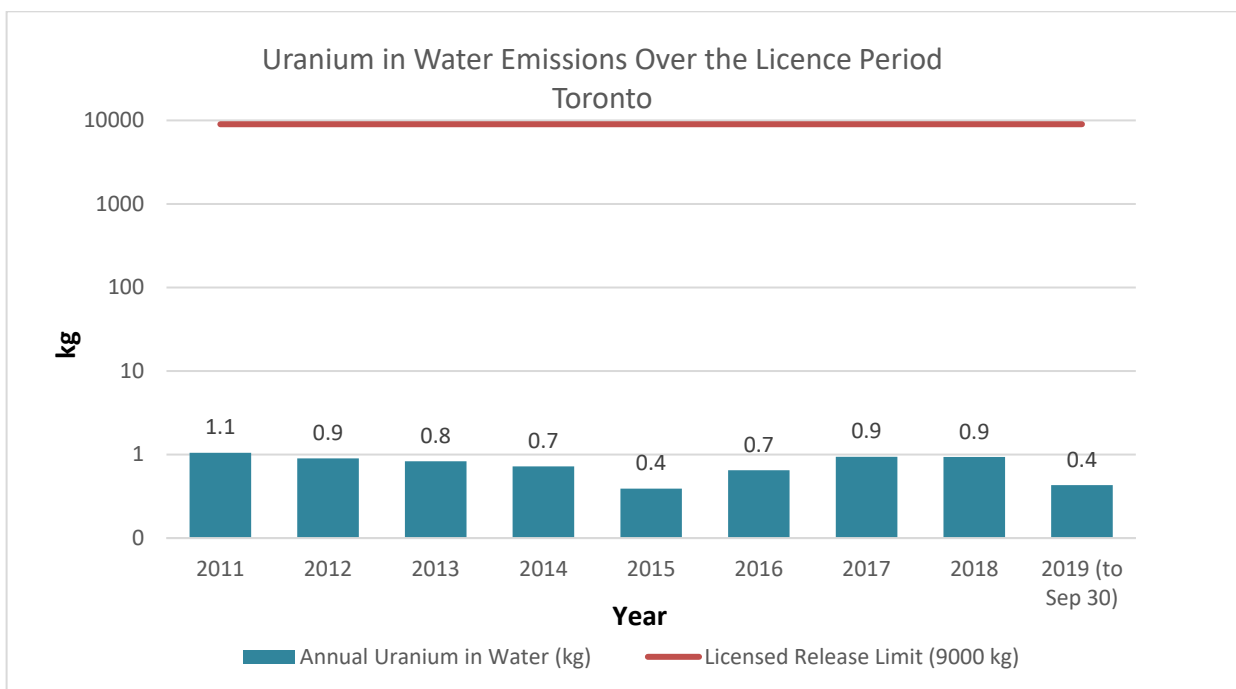 Uranium in Water Emissions Over the Licence Period
Toronto
10000
1000
100
10
1
0
kg
1.1
0.9
0.8
0.7
0.4
0.7
0.9
0.9
0.4
2011
2012
2013
2014
2015
2016
2017
2018
2019 (to
Sep 30)
Year
Annual Uranium in Water (kg)
Licensed Release Limit (9000 kg)